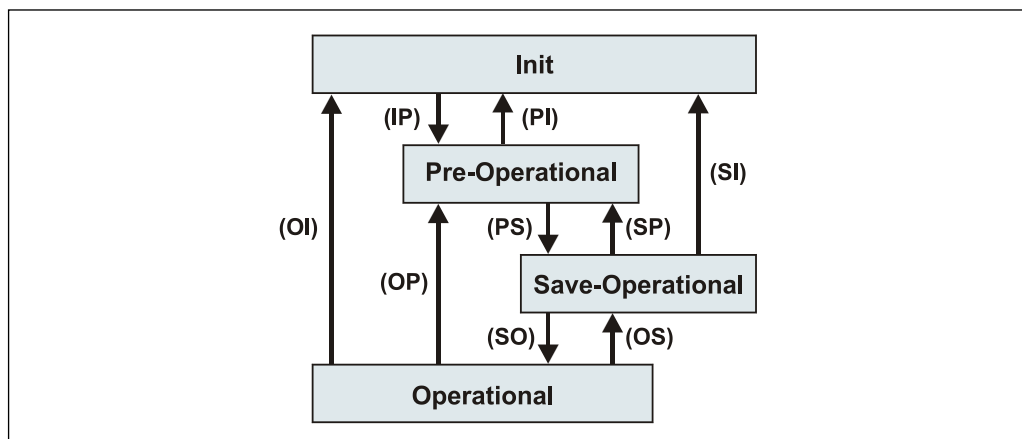 Init
(IP)
(PI)
Pre-Operational
(SI)
(OI)
(PS)
(SP)
(OP)
Save-Operational
(SO)
(OS)
Operational